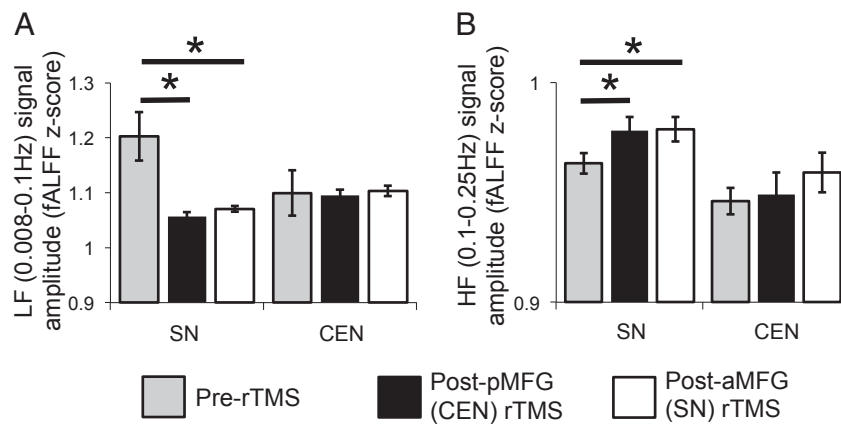 A
LF (0.008-0.1Hz) signal
amplitude (fALFF z-score)
1.3
1.2
1.1
1
0.9
*
*
SN
CEN
B
HF (0.1-0.25Hz) signal
amplitude (fALFF z-score)
1
0.9
*
*
SN
CEN
Pre-rTMS
Post-pMFG
(CEN) rTMS
Post-aMFG
(SN) rTMS